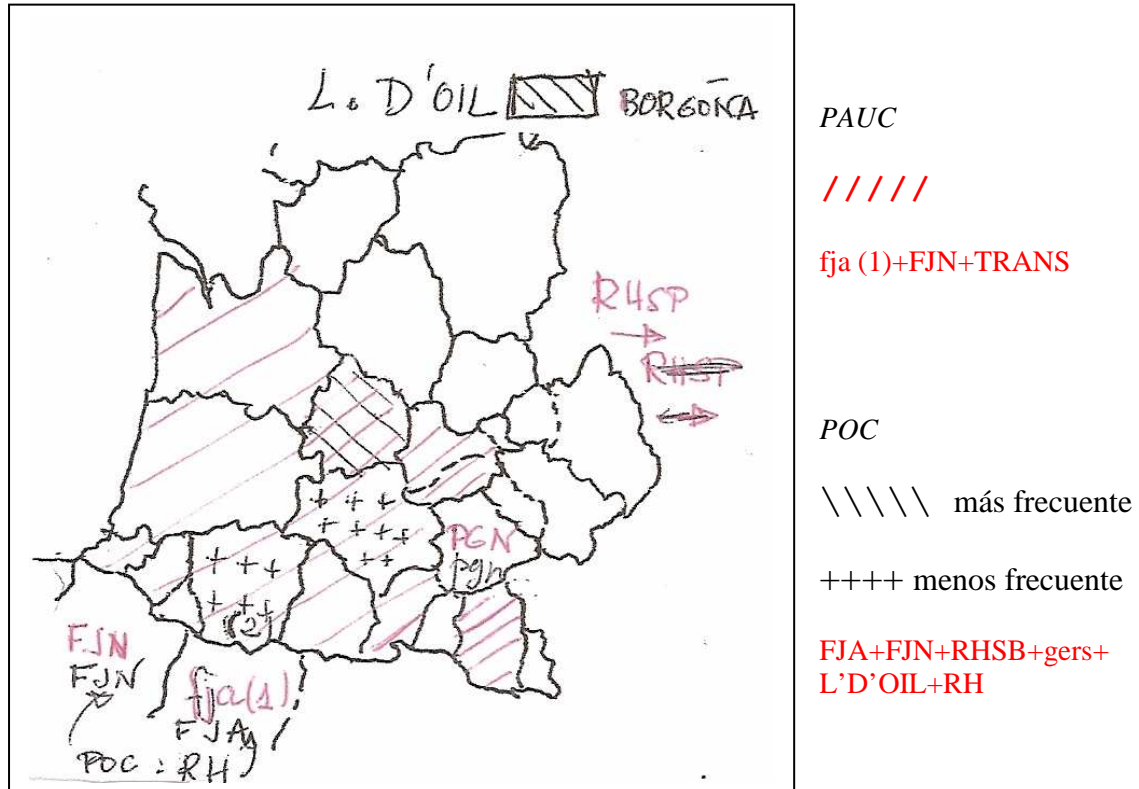 L. D'OIL BORGOÑA
RHSP
RHSP
PGN
pgn
(2)
FJN
FJN
fja(1)
FJA
POC : RH
PAUC
/ / / / /
fja (1)+FJN+TRANS
POC
\ \ \ \ \ más frecuente
++++ menos frecuente
FJA+FJN+RHSB+gers+
L'D'OIL+RH